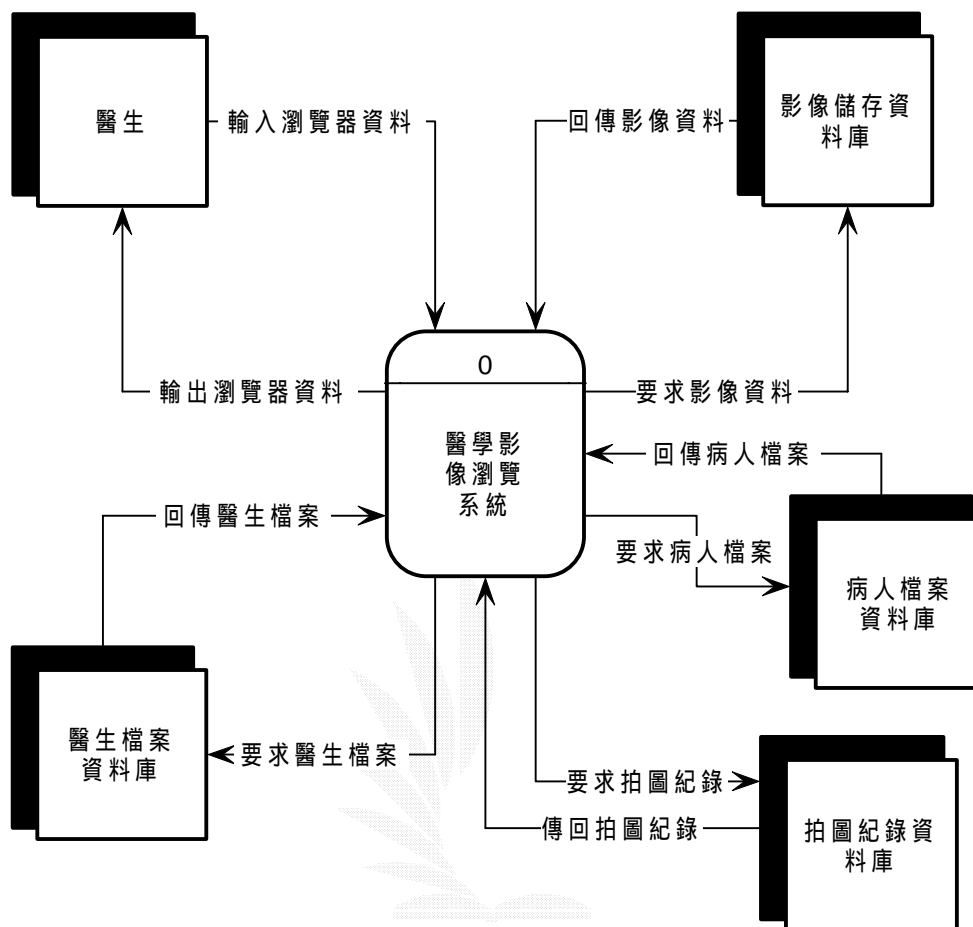 醫生
輸入瀏覽器資料
回傳影像資料
影像儲存資
料庫
0
輸出瀏覽器資料
要求影像資料
醫學影
像瀏覽
系統
回傳病人檔案
回傳醫生檔案
要求病人檔案
病人檔案
資料庫
醫生檔案
資料庫
要求醫生檔案
要求拍圖紀錄
傳回拍圖紀錄
拍圖紀錄資
料庫